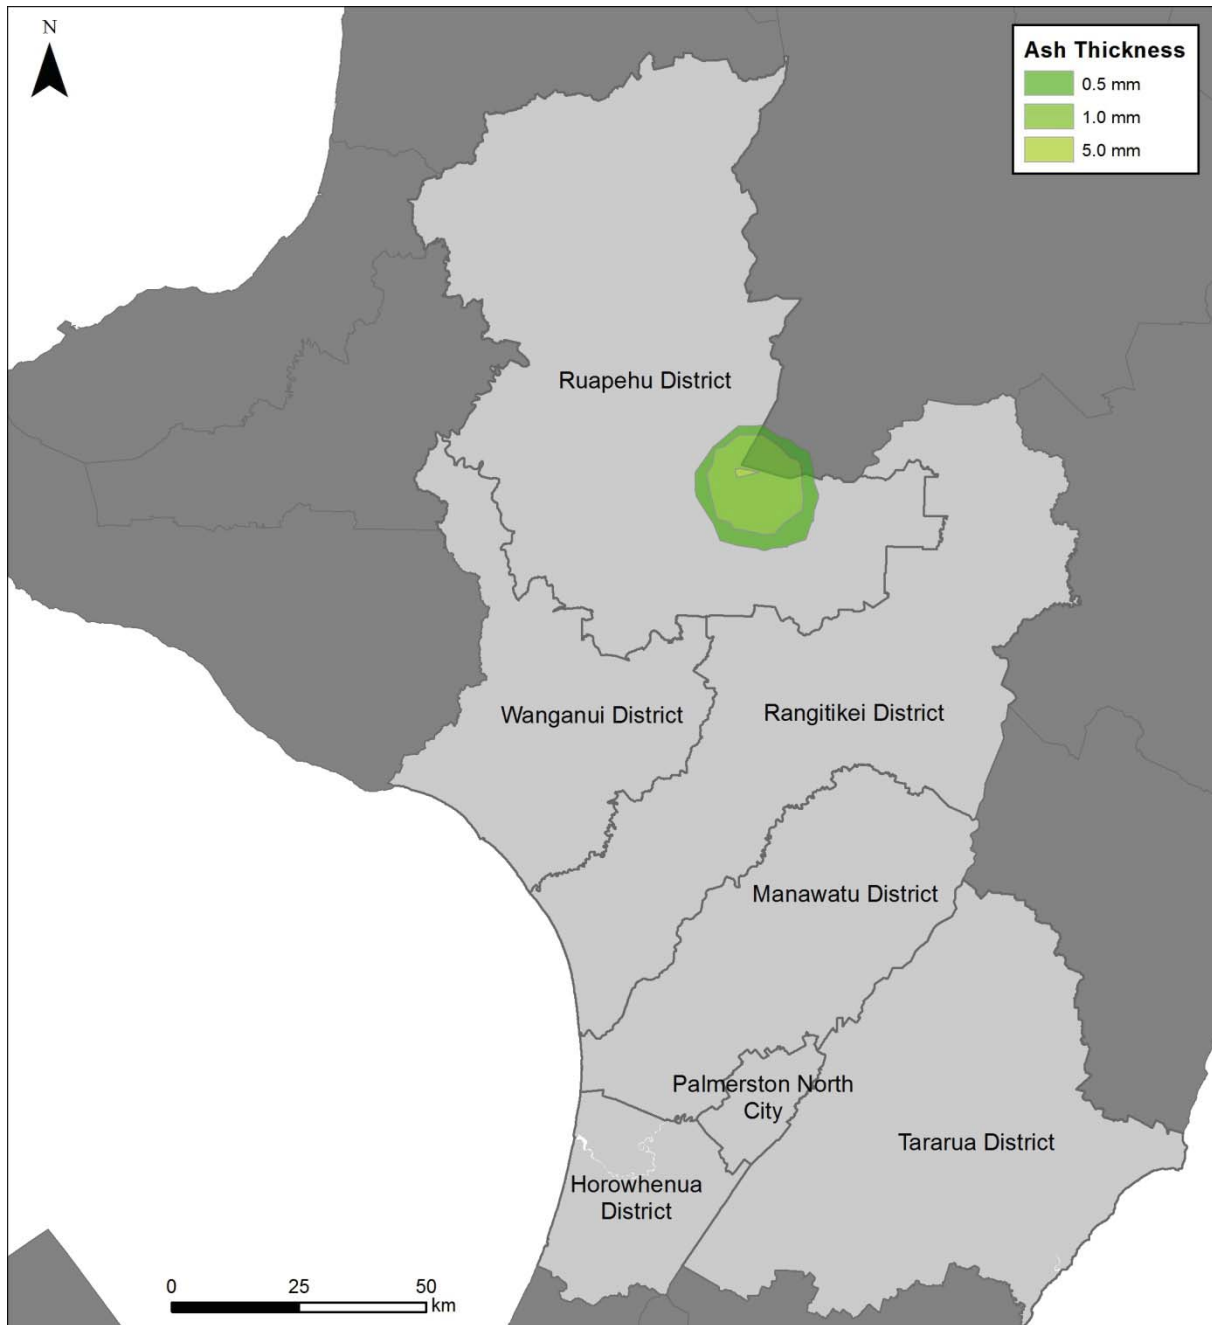 N
Ash Thickness
0.5 mm
1.0 mm
5.0 mm
Ruapehu District
Wanganui District
Rangitikei District
Manawatu District
Palmerston North
City
Tararua District
Horowhenua
District
0 25 50
km